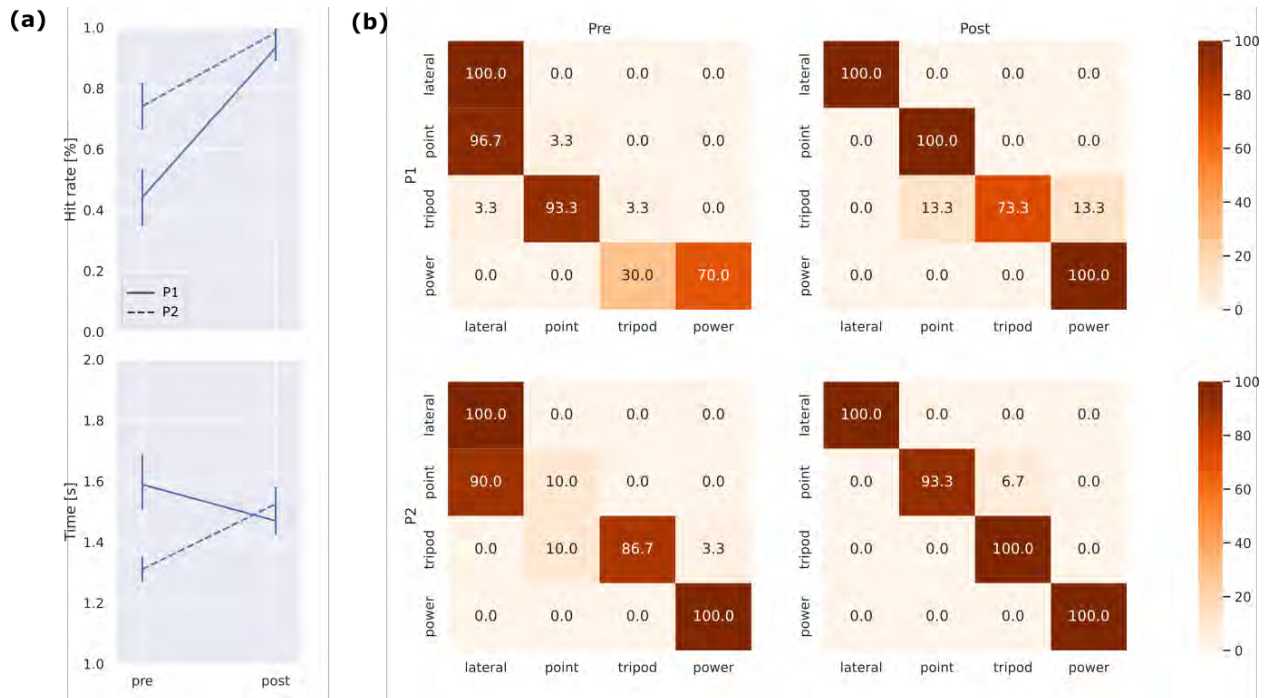 (a)
1.0
0.8
0.6
0.4
0.2
0.0
Hit rate [%]
P1
P2
2.0
1.8
1.6
1.4
1.2
1.0
Time [s]
pre post
(b)
Pre Post
P1
lateral 100.0 0.0 0.0 0.0
point 96.7 3.3 0.0 0.0
tripod 3.3 93.3 3.3 0.0
power 0.0 0.0 30.0 70.0
lateral point tripod power
lateral 100.0 0.0 0.0 0.0
point 0.0 100.0 0.0 0.0
tripod 0.0 13.3 73.3 13.3
power 0.0 0.0 0.0 100.0
lateral point tripod power
100
80
60
40
20
0
P2
lateral 100.0 0.0 0.0 0.0
point 90.0 10.0 0.0 0.0
tripod 0.0 10.0 86.7 3.3
power 0.0 0.0 0.0 100.0
lateral point tripod power
lateral 100.0 0.0 0.0 0.0
point 0.0 93.3 6.7 0.0
tripod 0.0 0.0 100.0 0.0
power 0.0 0.0 0.0 100.0
lateral point tripod power
100
80
60
40
20
0